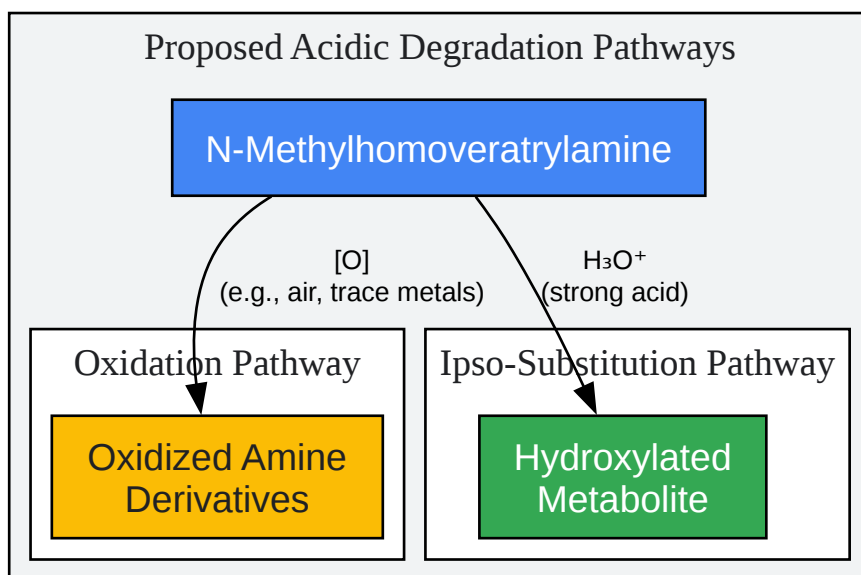 Proposed Acidic Degradation Pathways
N-Methylhomoveratrylamine
[O]
(e.g., air, trace metals)
H₃O⁺
(strong acid)
Oxidation Pathway
Oxidized Amine
Derivatives
Ipso-Substitution Pathway
Hydroxylated
Metabolite